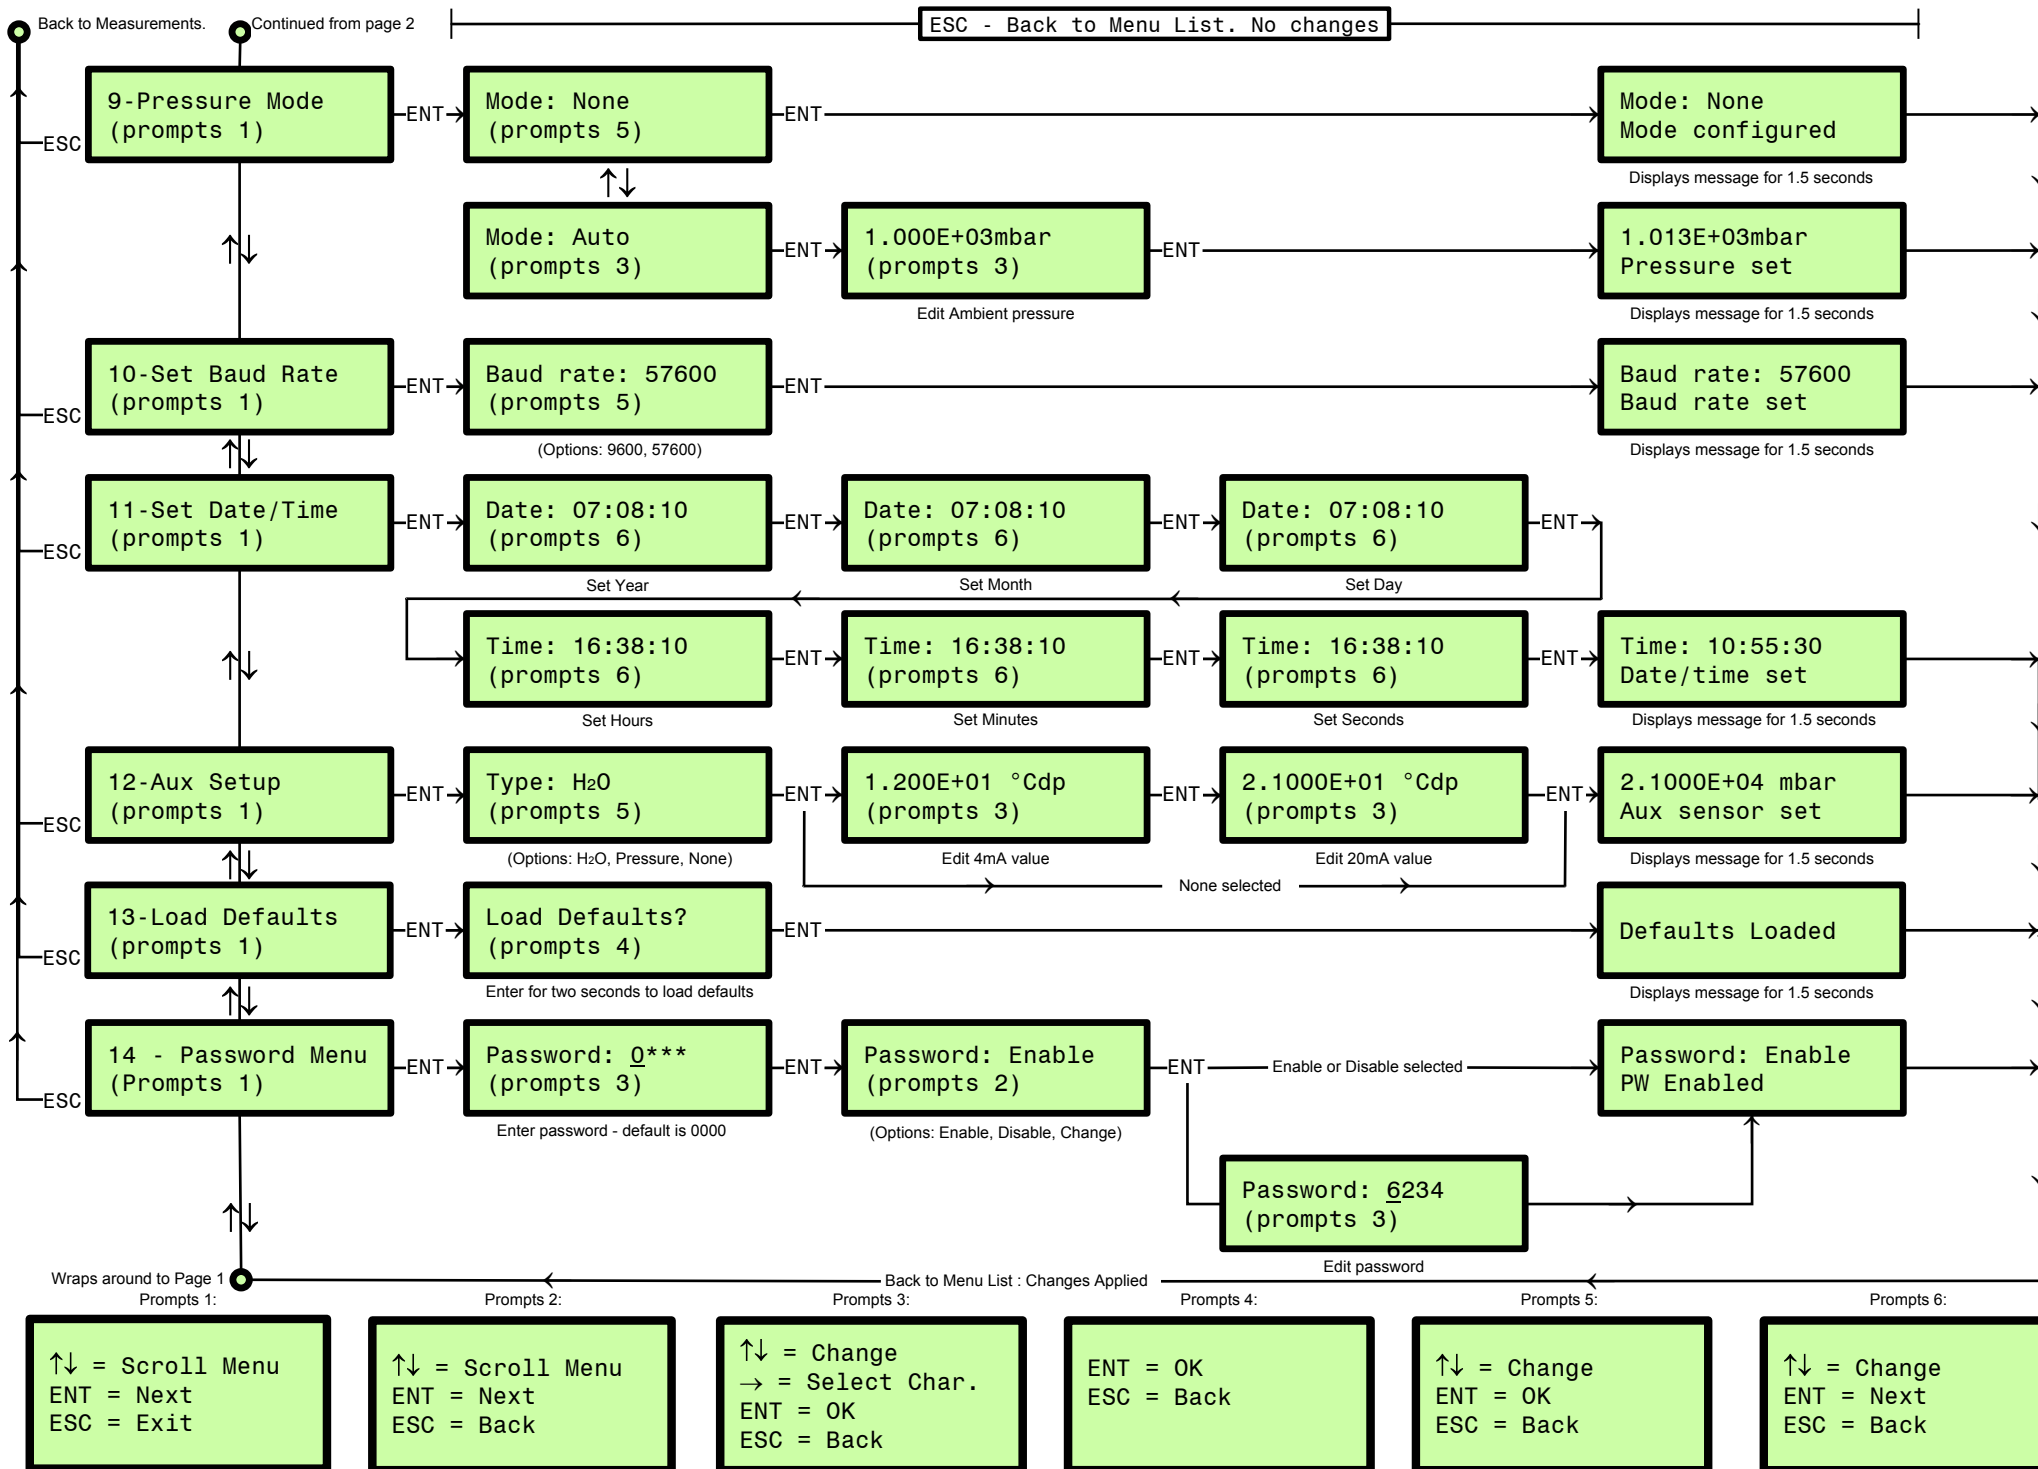 Back to Measurements.
Continued from page 2
ESC - Back to Menu List. No changes
9-Pressure Mode
(prompts 1)
ESC
ENT
Mode: None
(prompts 5)
ENT
Mode: None
Mode configured
Displays message for 1.5 seconds
↑↓
↑↓
Mode: Auto
(prompts 3)
ENT
1.000E+03mbar
(prompts 3)
Edit Ambient pressure
ENT
1.013E+03mbar
Pressure set
Displays message for 1.5 seconds
10-Set Baud Rate
(prompts 1)
ESC
ENT
Baud rate: 57600
(prompts 5)
(Options: 9600, 57600)
ENT
Baud rate: 57600
Baud rate set
Displays message for 1.5 seconds
↑↓
11-Set Date/Time
(prompts 1)
ESC
ENT
Date: 07:08:10
(prompts 6)
Set Year
ENT
Date: 07:08:10
(prompts 6)
Set Month
ENT
Date: 07:08:10
(prompts 6)
Set Day
ENT
↑↓
Time: 16:38:10
(prompts 6)
Set Hours
ENT
Time: 16:38:10
(prompts 6)
Set Minutes
ENT
Time: 16:38:10
(prompts 6)
Set Seconds
ENT
Time: 10:55:30
Date/time set
Displays message for 1.5 seconds
12-Aux Setup
(prompts 1)
ESC
ENT
Type: H2O
(prompts 5)
(Options: H2O, Pressure, None)
ENT
1.200E+01 °Cdp
(prompts 3)
Edit 4mA value
ENT
2.1000E+01 °Cdp
(prompts 3)
Edit 20mA value
ENT
2.1000E+04 mbar
Aux sensor set
Displays message for 1.5 seconds
None selected
↑↓
13-Load Defaults
(prompts 1)
ESC
ENT
Load Defaults?
(prompts 4)
Enter for two seconds to load defaults
ENT
Defaults Loaded
Displays message for 1.5 seconds
↑↓
14 - Password Menu
(Prompts 1)
ESC
ENT
Password: 0***
(prompts 3)
Enter password - default is 0000
ENT
Password: Enable
(prompts 2)
(Options: Enable, Disable, Change)
ENT
Enable or Disable selected
Password: Enable
PW Enabled
↑↓
Password: 6234
(prompts 3)
Edit password
Wraps around to Page 1
Back to Menu List : Changes Applied
Prompts 1:
↑↓ = Scroll Menu
ENT = Next
ESC = Exit
Prompts 2:
↑↓ = Scroll Menu
ENT = Next
ESC = Back
Prompts 3:
↑↓ = Change
→ = Select Char.
ENT = OK
ESC = Back
Prompts 4:
ENT = OK
ESC = Back
Prompts 5:
↑↓ = Change
ENT = OK
ESC = Back
Prompts 6:
↑↓ = Change
ENT = Next
ESC = Back